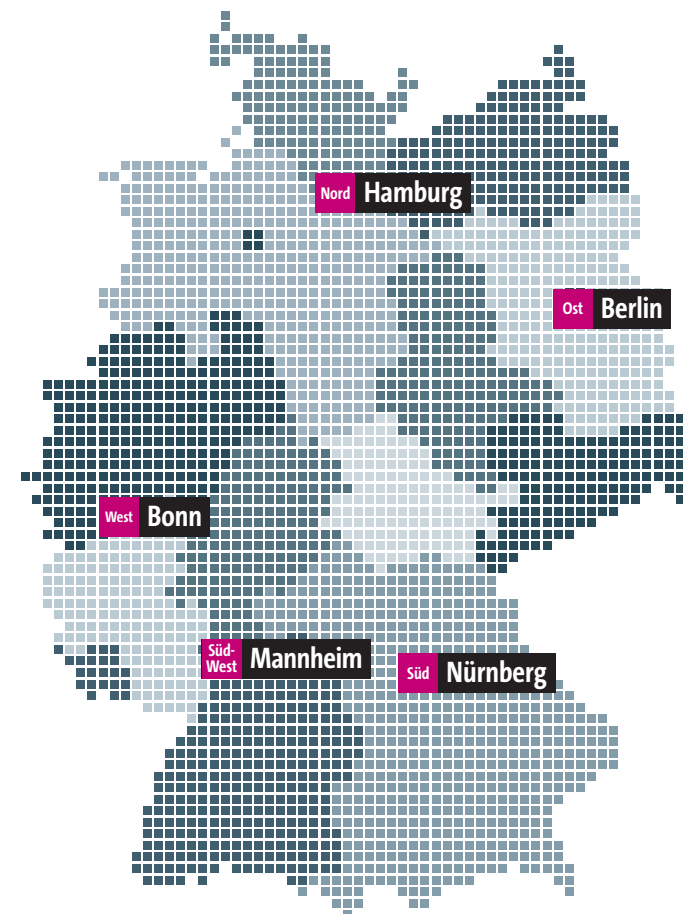 Nord Hamburg
Ost Berlin
West Bonn
Süd-
West Mannheim
Süd Nürnberg